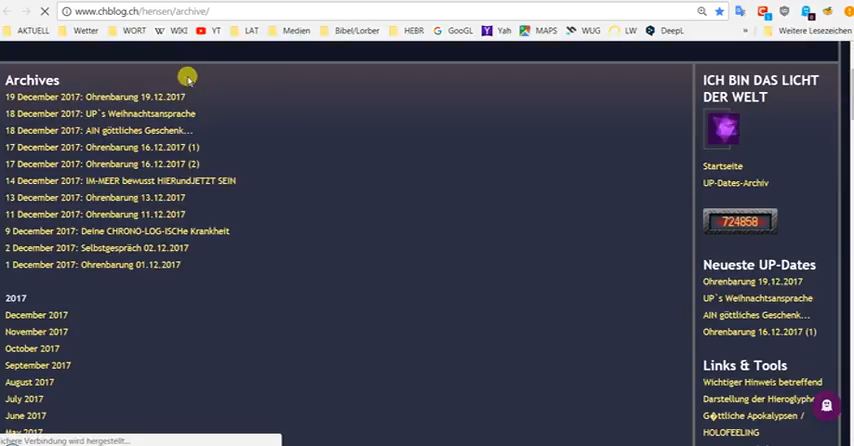 www.chblog.ch/hensen/archive/
AKTUELL Wetter WORT WIKI YT LAT Medien Bibel/Lorber HEBR GooGL Yah MAPS WUG LW DeepL » Weitere Lesezeichen
Archives
19 December 2017: Ohrenbarung 19.12.2017
18 December 2017: UP`s Weihnachtsansprache
18 December 2017: AIN göttliches Geschenk...
17 December 2017: Ohrenbarung 16.12.2017 (1)
17 December 2017: Ohrenbarung 16.12.2017 (2)
14 December 2017: IM-MEER bewusst HIERundJETZT SEIN
13 December 2017: Ohrenbarung 13.12.2017
11 December 2017: Ohrenbarung 11.12.2017
9 December 2017: Deine CHRONO-LOG-ISCHe Krankheit
2 December 2017: Selbstgespräch 02.12.2017
1 December 2017: Ohrenbarung 01.12.2017
2017
December 2017
November 2017
October 2017
September 2017
August 2017
July 2017
June 2017
May 2017
sichere Verbindung wird hergestellt...
ICH BIN DAS LICHT
DER WELT
Startseite
UP-Dates-Archiv
724858
Neueste UP-Dates
Ohrenbarung 19.12.2017
UP`s Weihnachtsansprache
AIN göttliches Geschenk...
Ohrenbarung 16.12.2017 (1)
Links & Tools
Wichtiger Hinweis betreffend
Darstellung der Hieroglyphe
G�ttliche Apokalypsen /
HOLOFEELING